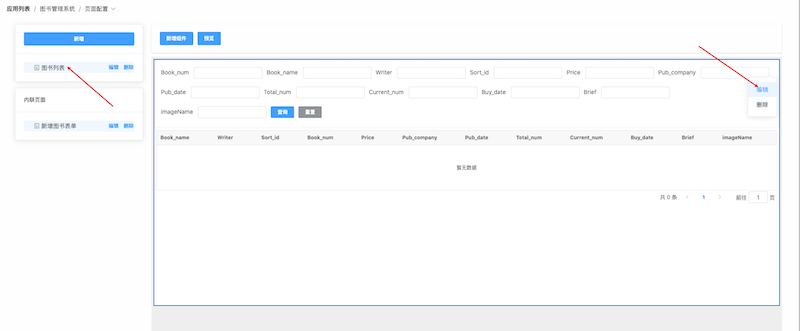 应用列表 / 图书管理系统 / 页面配置
新增
图书列表 编辑 删除
内联页面
新增图书表单 编辑 删除
新增组件 预览
Book_num Book_name Writer Sort_id Price Pub_company
Pub_date Total_num Current_num Buy_date Brief
ImageName 查询 重置
编辑
删除
Book_name Writer Sort_id Book_num Price Pub_company Pub_date Total_num Current_num Buy_date Brief imageName
暂无数据
共 0 条 < 1 > 前往 1 页